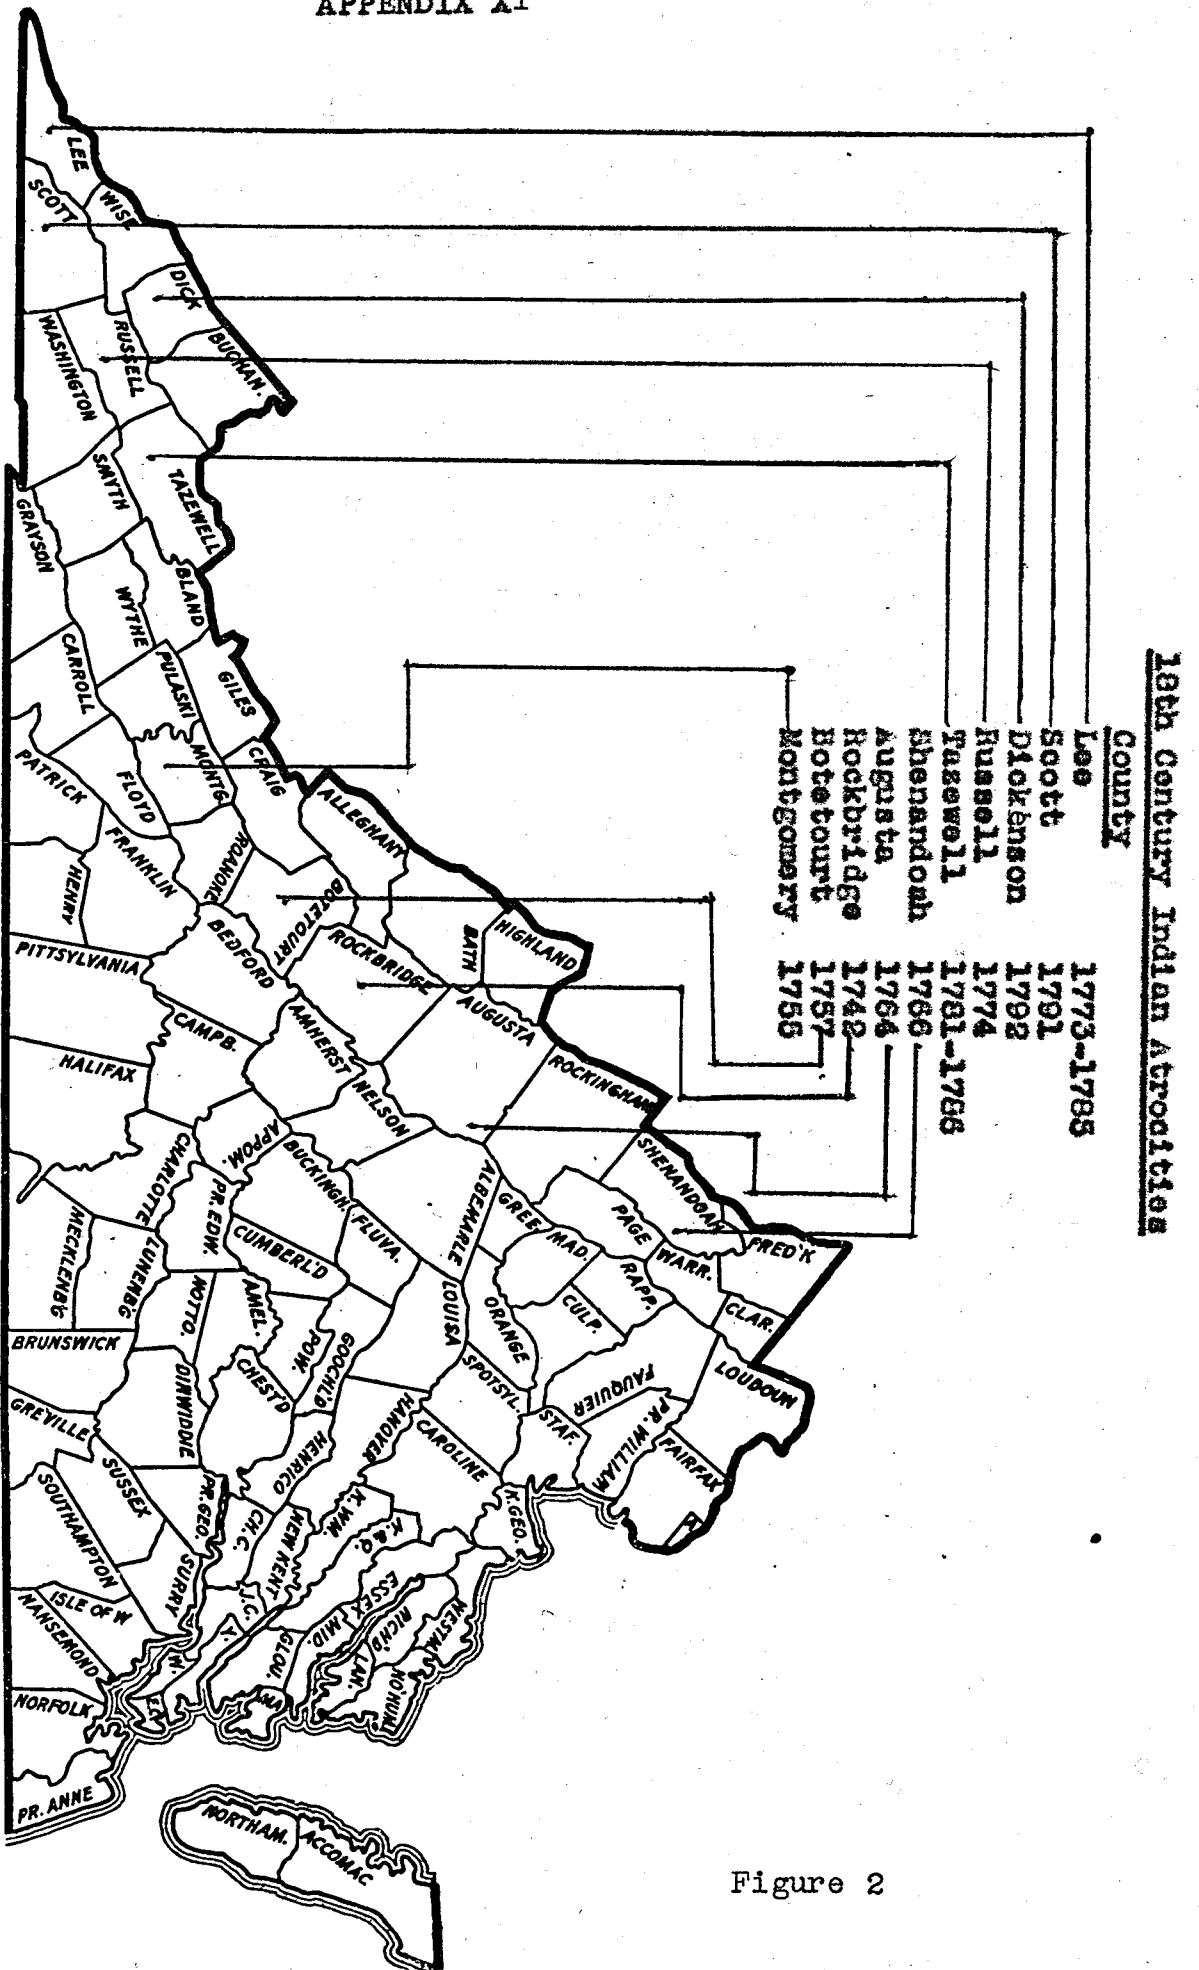 APPENDIX XI
18th Century Indian Atrocities
County
Lee 1773-1785
Scott 1791
Dickenson 1792
Russell 1774
Tazewell 1781-1786
Shenandoah 1766
Augusta 1764
Rockbridge 1742
Botetourt 1757
Montgomery 1756
LEE
SCOTT
WISE
DICK
BUCHAN.
RUSSELL
WASHINGTON
SMYTH
TAZEWELL
GRAYSON
BLAND
WYTHE
CARROLL
PULASKI
GILES
MONTG.
CRAIG
FLOYD
PATRICK
ALLEGHANY
ROANOKE
FRANKLIN
HENRY
BOTETOURT
BEDFORD
ROCKBRIDGE
BATH
HIGHLAND
PITTSYLVANIA
CAMPB.
AMHERST
AUGUSTA
HALIFAX
NELSON
ROCKINGHAM
APPOM.
CHARLOTTE
BUCKINGH.
ALBEMARLE
SHENANDOAH
PAGE
GREE.
MAD.
PR. EDW.
FLUVA.
CUMBERL'D
MECKLENB'G
LUNENB'G
WARR.
FRED'K
RAPP.
CLAR.
CULP.
ORANGE
LOUISA
NOTTO.
AMEL.
POW.
GOOCHL'D
BRUNSWICK
DINWIDDIE
CHEST'D
SPOTSYL.
FAUQUIER
LOUDOUN
STAF.
PR. WILLIAM
FAIRFAX
A
HANOVER
CAROLINE
HENRICO
GREVILLE
SUSSEX
SOUTHAMPTON
PR. GEO.
CH. C.
NEW KENT
K. WM.
K. & Q.
K. GEO.
ESSEX
RICH'D
WESTM.
SURRY
ISLE OF W
NANSEMOND
J.C.
Y.
W.
GLOU.
MID.
LAN.
NO'HUM.
MA
NORFOLK
PR. ANNE
NORTHAM.
ACCOMAC
Figure 2